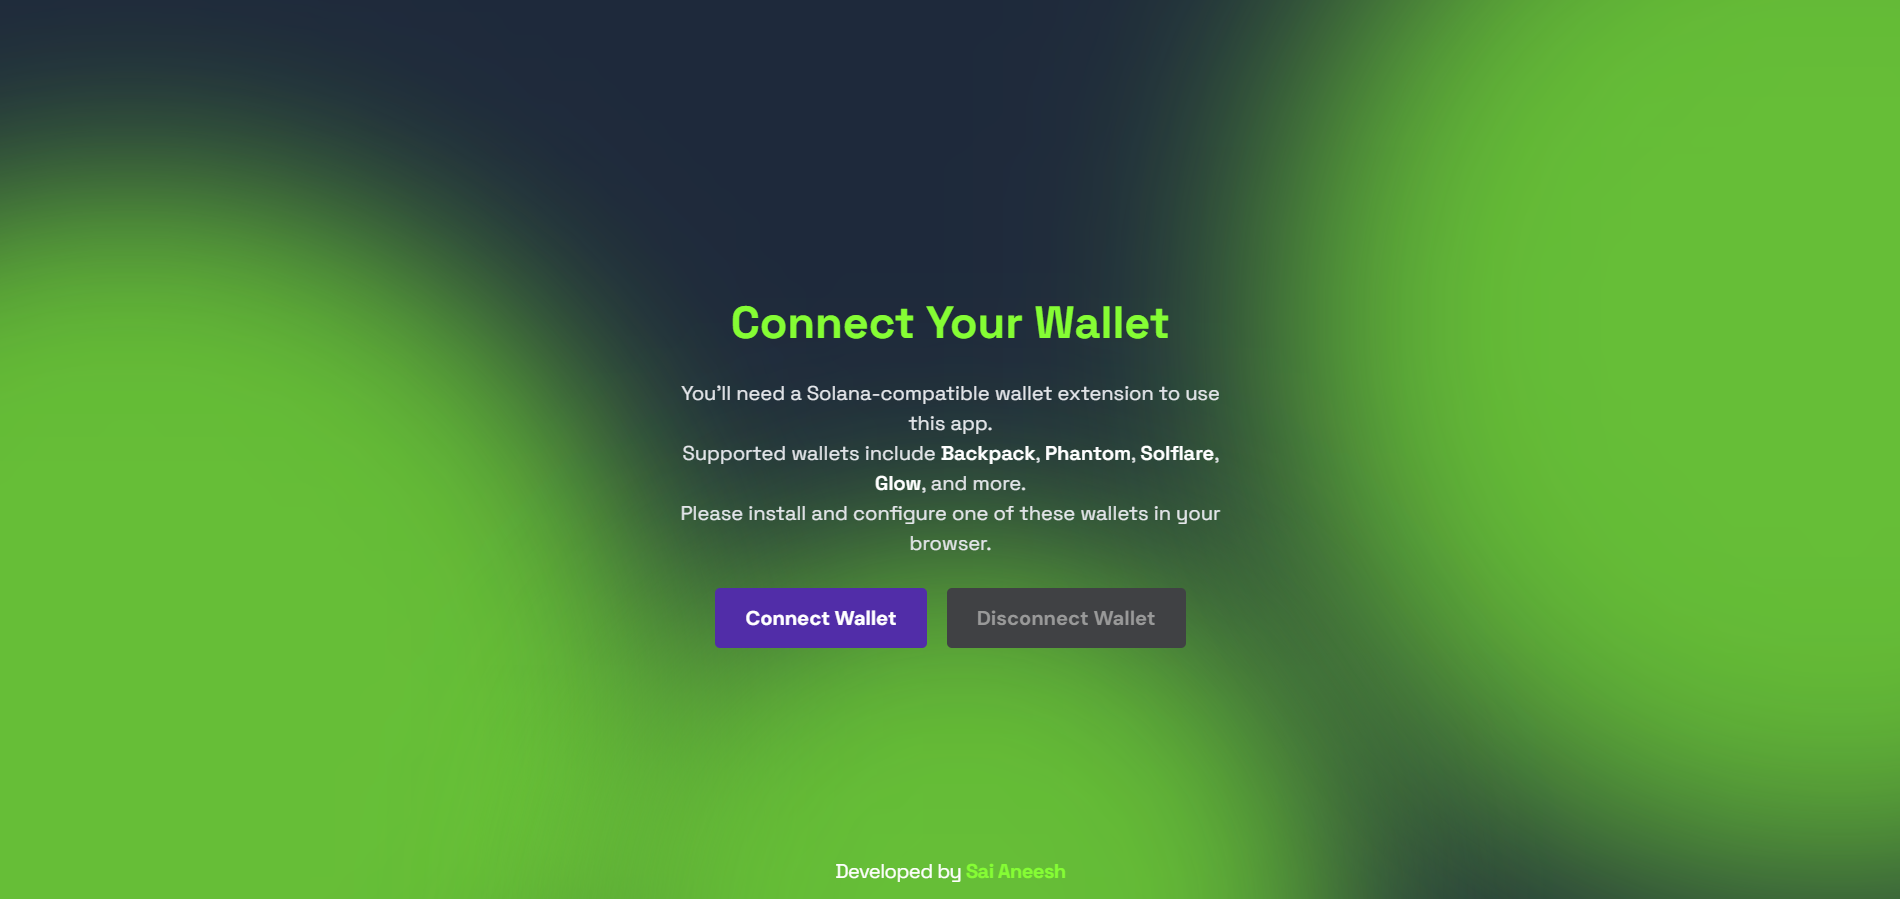 Connect Your Wallet
You’ll need a Solana-compatible wallet extension to use
this app.
Supported wallets include Backpack, Phantom, Solflare,
Glow, and more.
Please install and configure one of these wallets in your
browser.
Connect Wallet
Disconnect Wallet
Developed by Sai Aneesh